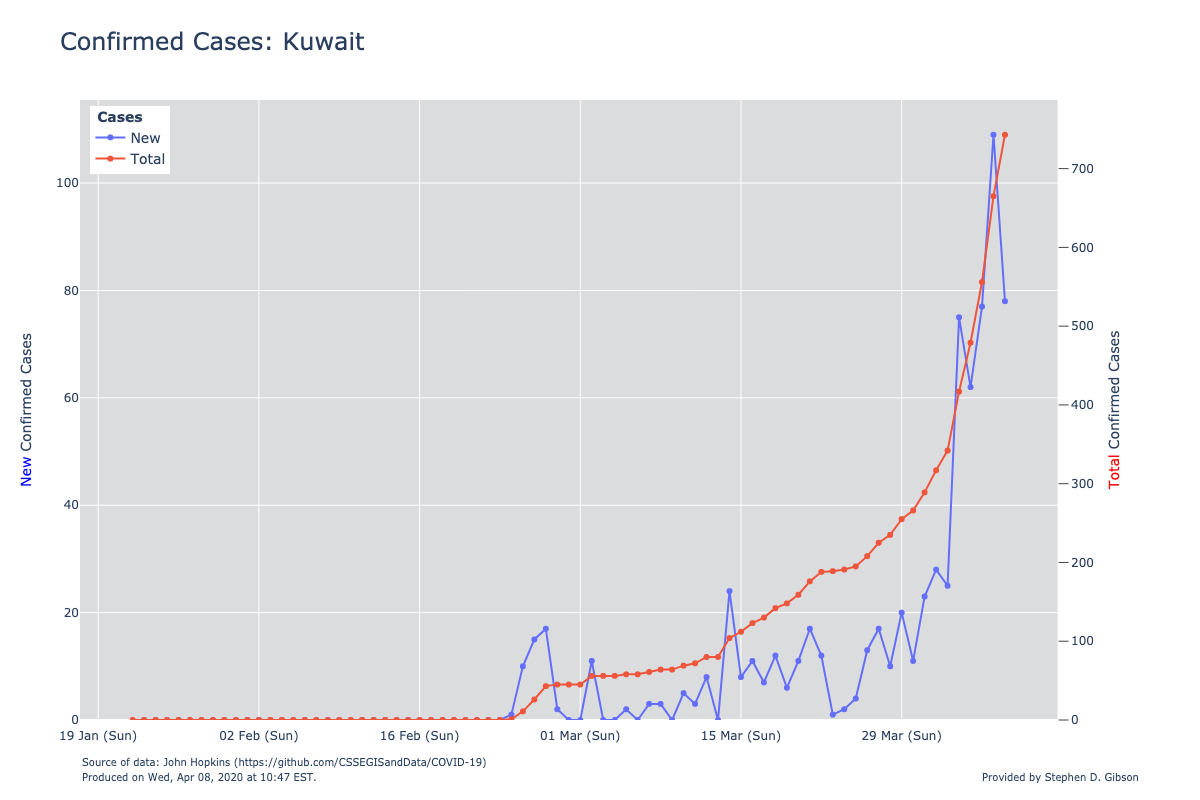 Confirmed Cases: Kuwait
Cases
New
Total
100
80
60
40
20
0
New Confirmed Cases
700
600
500
400
300
200
100
0
Total Confirmed Cases
19 Jan (Sun)
02 Feb (Sun)
16 Feb (Sun)
01 Mar (Sun)
15 Mar (Sun)
29 Mar (Sun)
Source of data: John Hopkins (https://github.com/CSSEGISandData/COVID-19)
Produced on Wed, Apr 08, 2020 at 10:47 EST.
Provided by Stephen D. Gibson